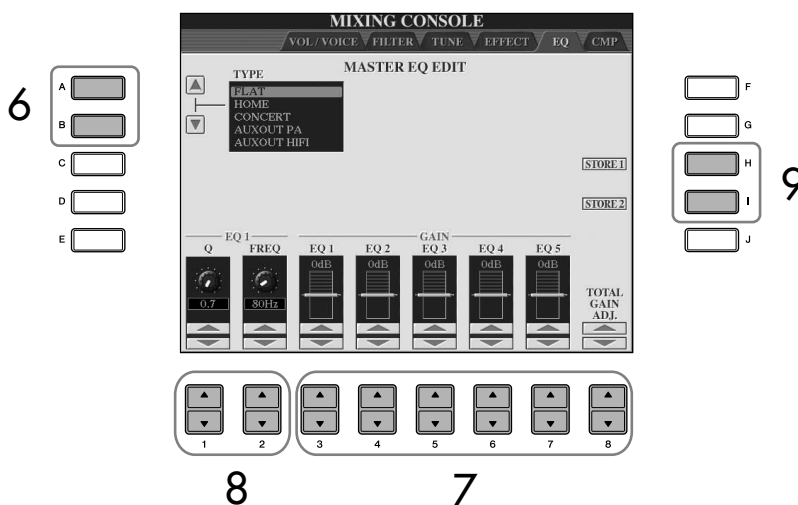 MIXING CONSOLE
VOL / VOICE FILTER TUNE EFFECT EQ CMP
MASTER EQ EDIT
TYPE
FLAT
HOME
CONCERT
AUXOUT PA
AUXOUT HIFI
6
A
B
C
D
E
F
G
H
I
J
9
STORE 1
STORE 2
EQ 1 GAIN
Q FREQ EQ 1 EQ 2 EQ 3 EQ 4 EQ 5
0dB 0dB 0dB 0dB 0dB
0.7 80Hz
TOTAL
GAIN
ADJ.
1 2 3 4 5 6 7 8
8 7